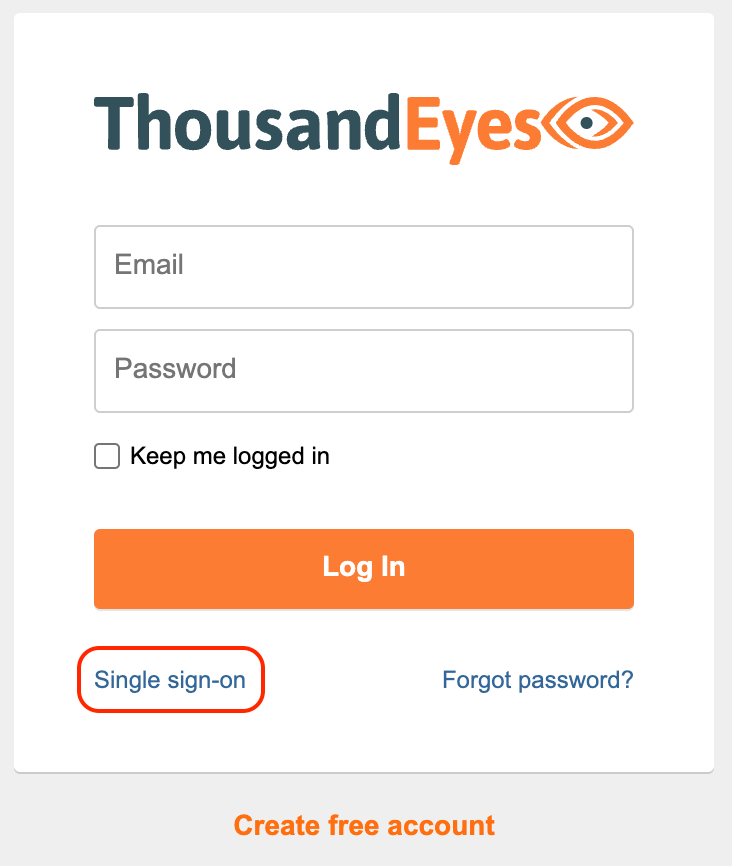 ThousandEyes
Email
Password
Keep me logged in
Log In
Single sign-on
Forgot password?
Create free account